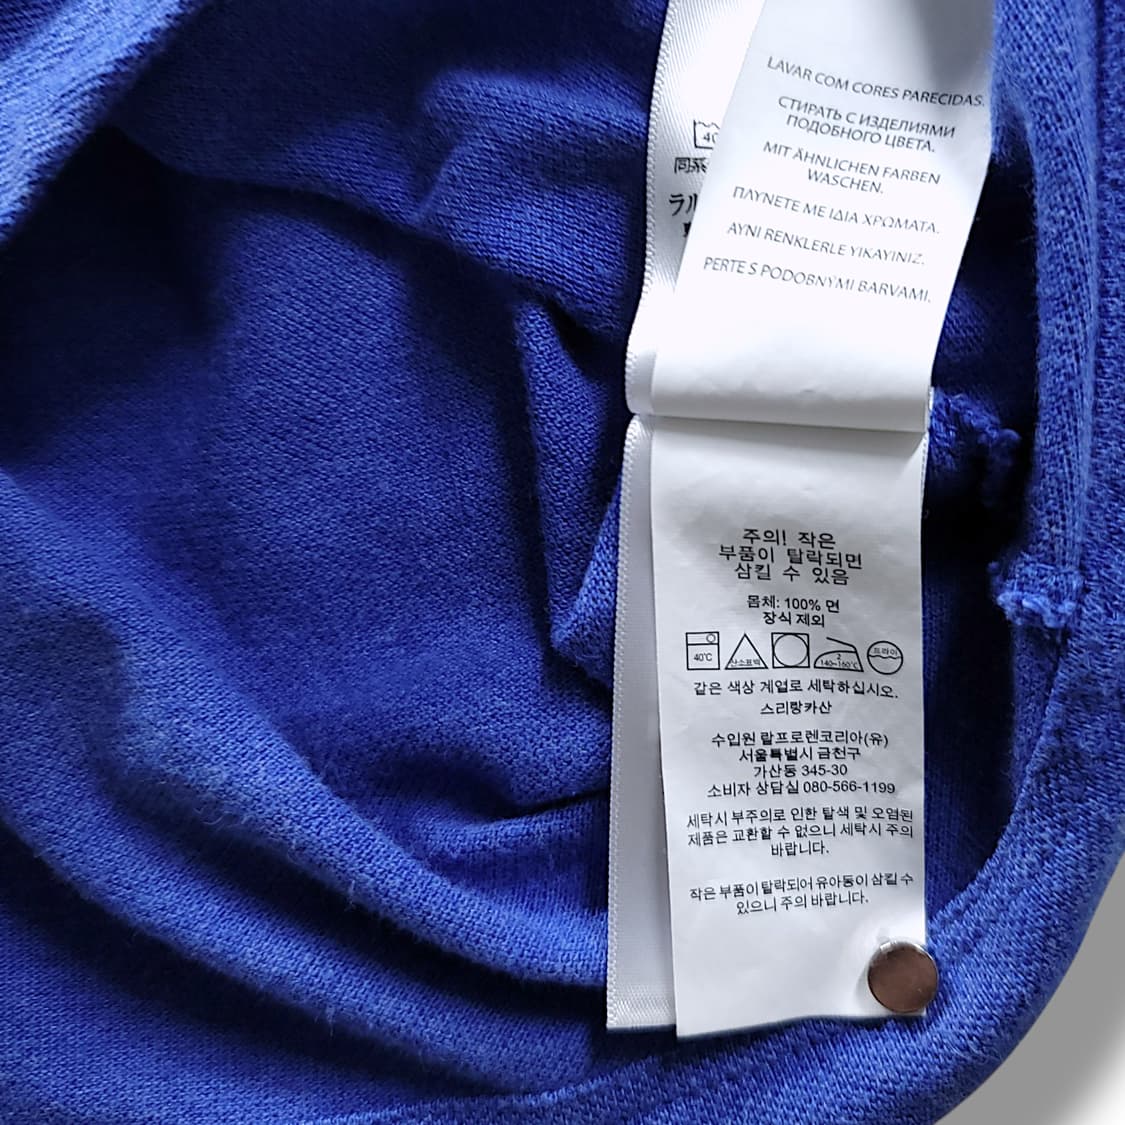 LAVAR COM CORES PARECIDAS.
СТИРАТЬ С ИЗДЕЛИЯМИ
ПОДОБНОГО ЦВЕТА.
MIT ÄHNLICHEN FARBEN
WASCHEN.
ΠΛΥΝΕΤΕ ΜΕ ΙΔΙΑ ΧΡΩΜΑΤΑ.
AYNI RENKLERLE YIKAYINIZ.
PERTE S PODOBNÝMI BARVAMI.
40
同系
ラル
주의! 작은
부품이 탈락되면
삼킬 수 있음
몸체: 100% 면
장식 제외
40℃ 산소표백 2 140~160℃ 드라이
같은 색상 계열로 세탁하십시오.
스리랑카산
수입원 랄프로렌코리아(유)
서울특별시 금천구
가산동 345-30
소비자 상담실 080-566-1199
세탁시 부주의로 인한 탈색 및 오염된
제품은 교환할 수 없으니 세탁시 주의
바랍니다.
작은 부품이 탈락되어 유아동이 삼킬 수
있으니 주의 바랍니다.